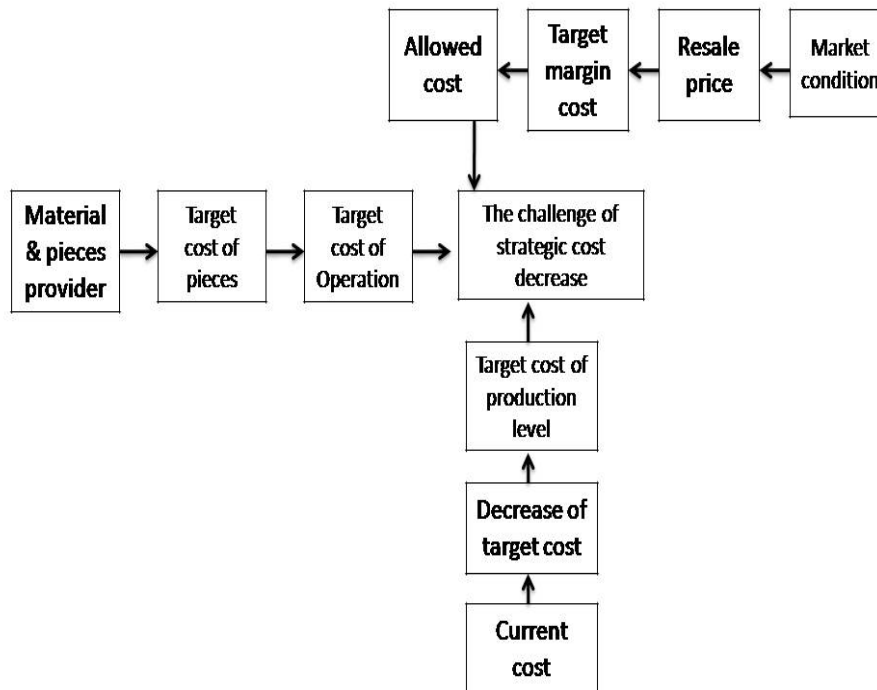 Allowed
cost
Target
margin
cost
Resale
price
Market
condition
Material
& pieces
provider
Target
cost of
pieces
Target
cost of
Operation
The challenge of
strategic cost
decrease
Target cost of
production
level
Decrease of
target cost
Current
cost